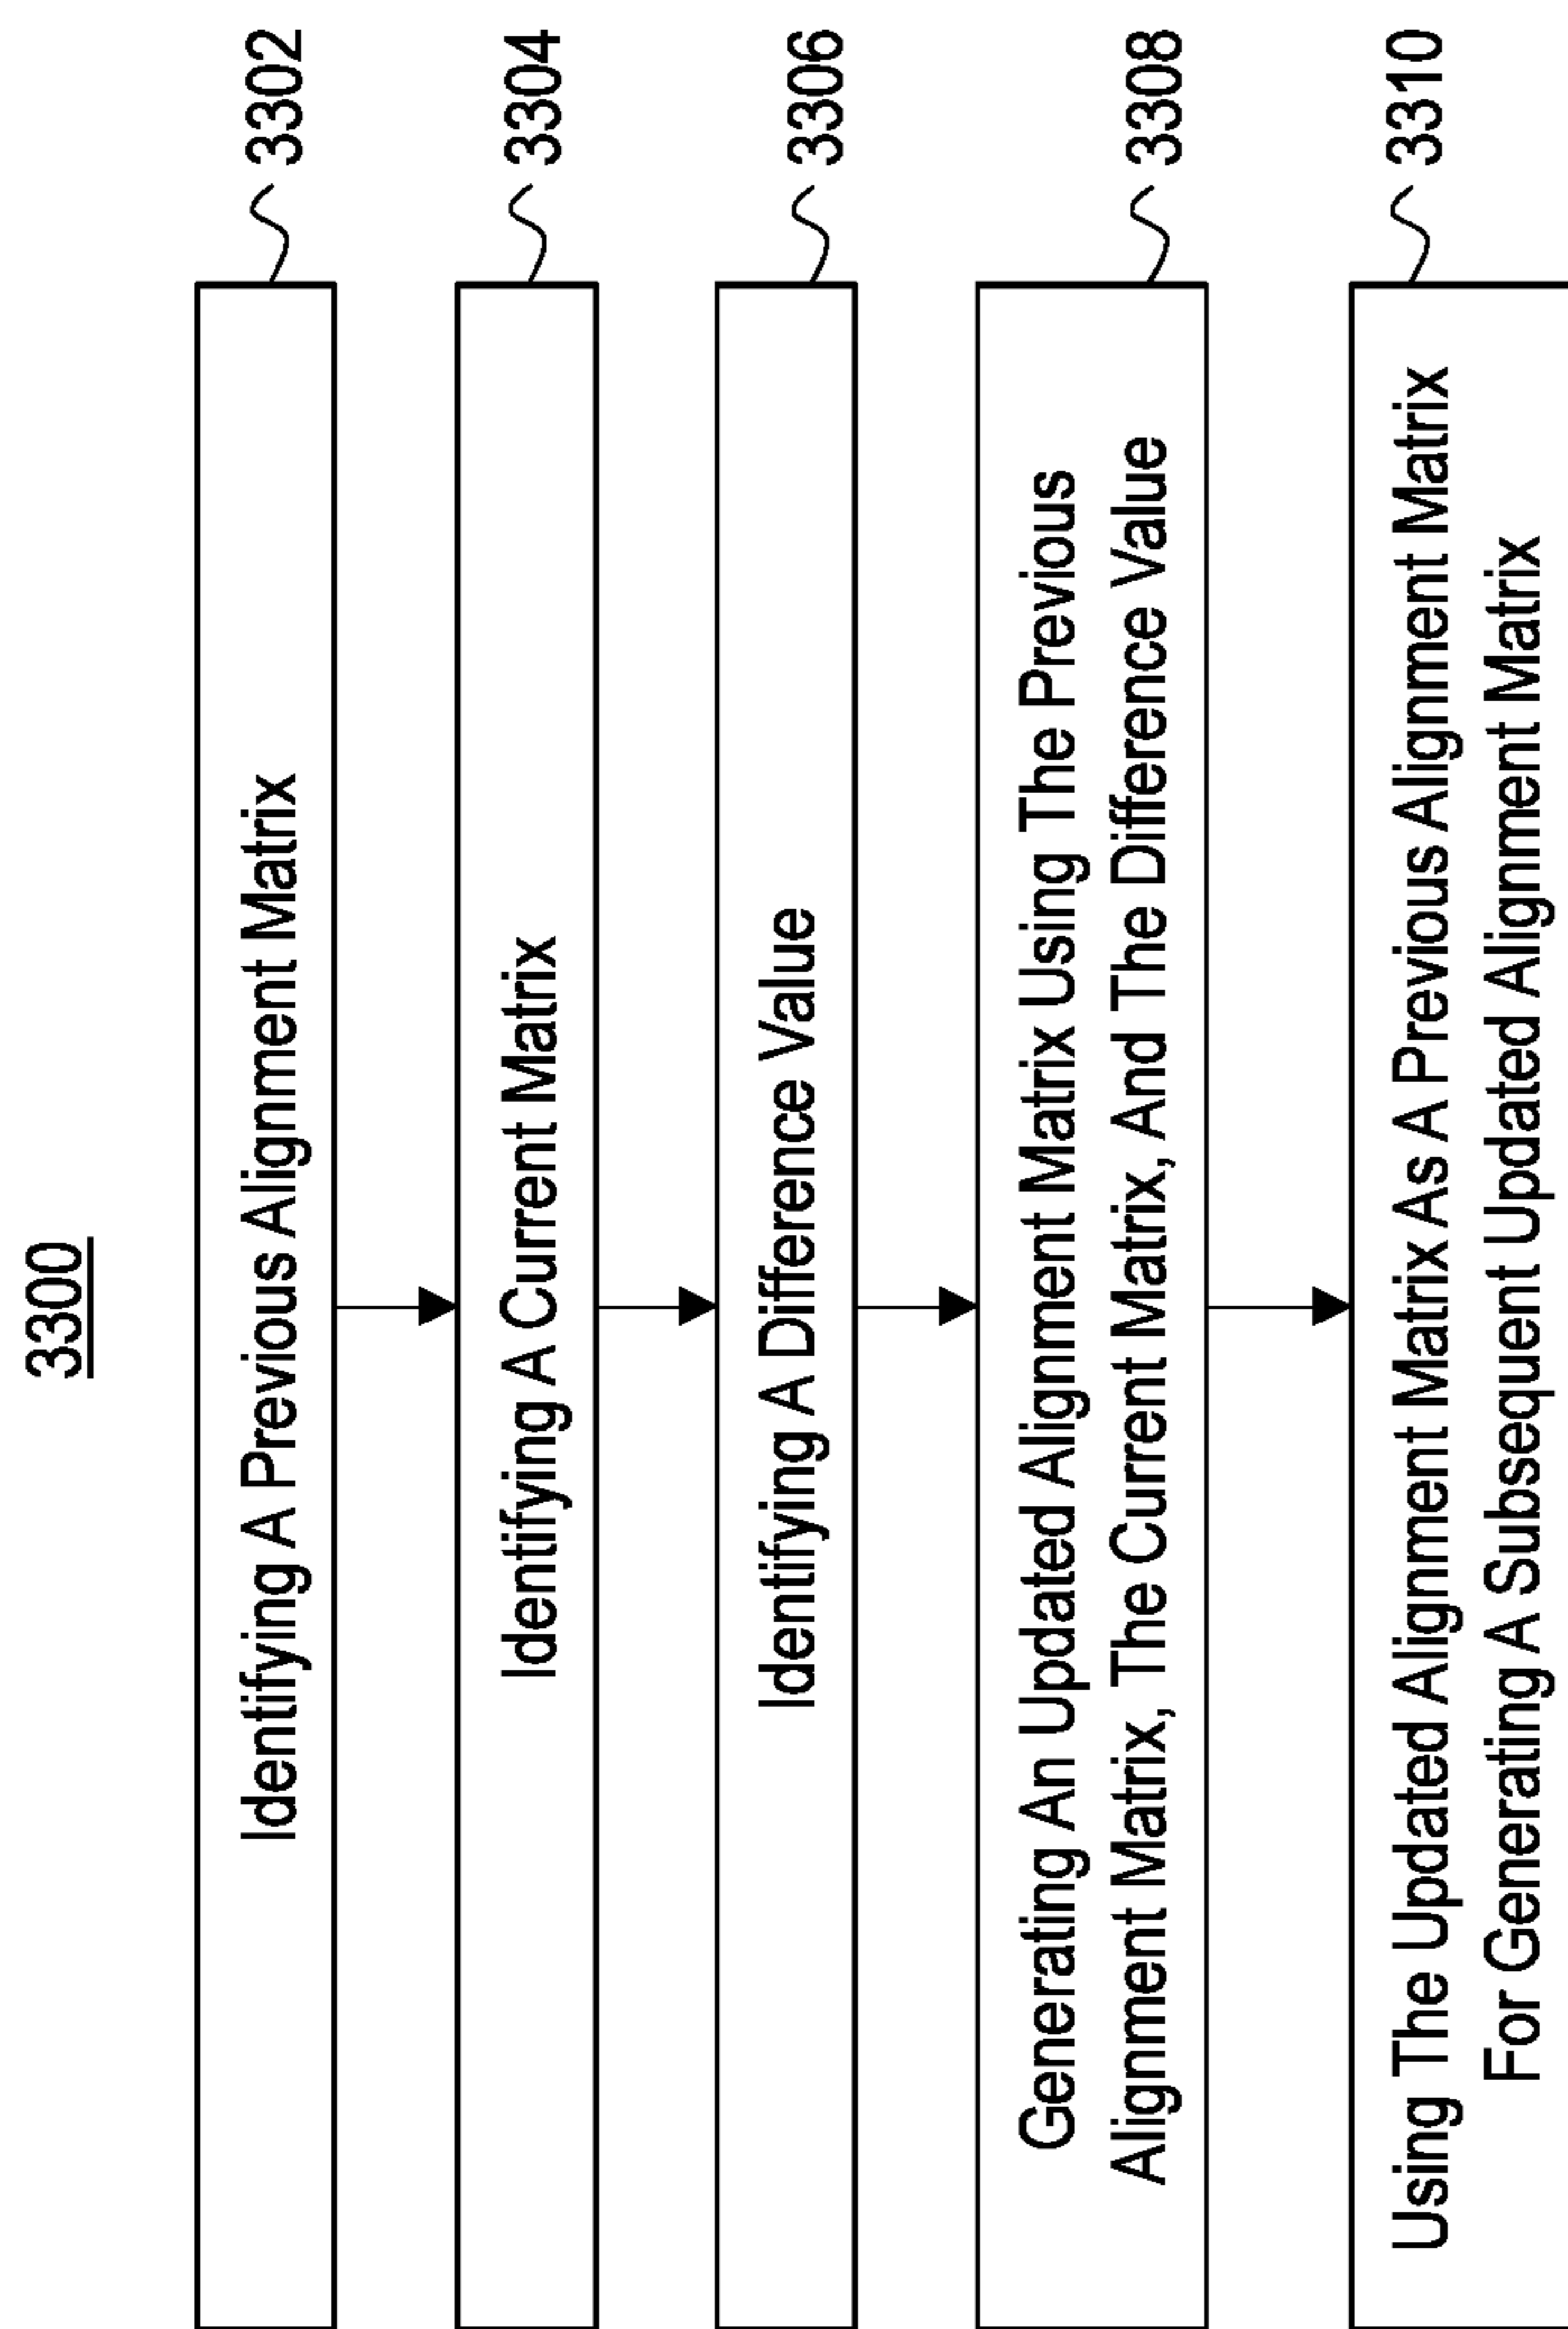 3300
Identifying A Previous Alignment Matrix
3302
Identifying A Current Matrix
3304
Identifying A Difference Value
3306
Generating An Updated Alignment Matrix Using The Previous
Alignment Matrix, The Current Matrix, And The Difference Value
3308
Using The Updated Alignment Matrix As A Previous Alignment Matrix
For Generating A Subsequent Updated Alignment Matrix
3310